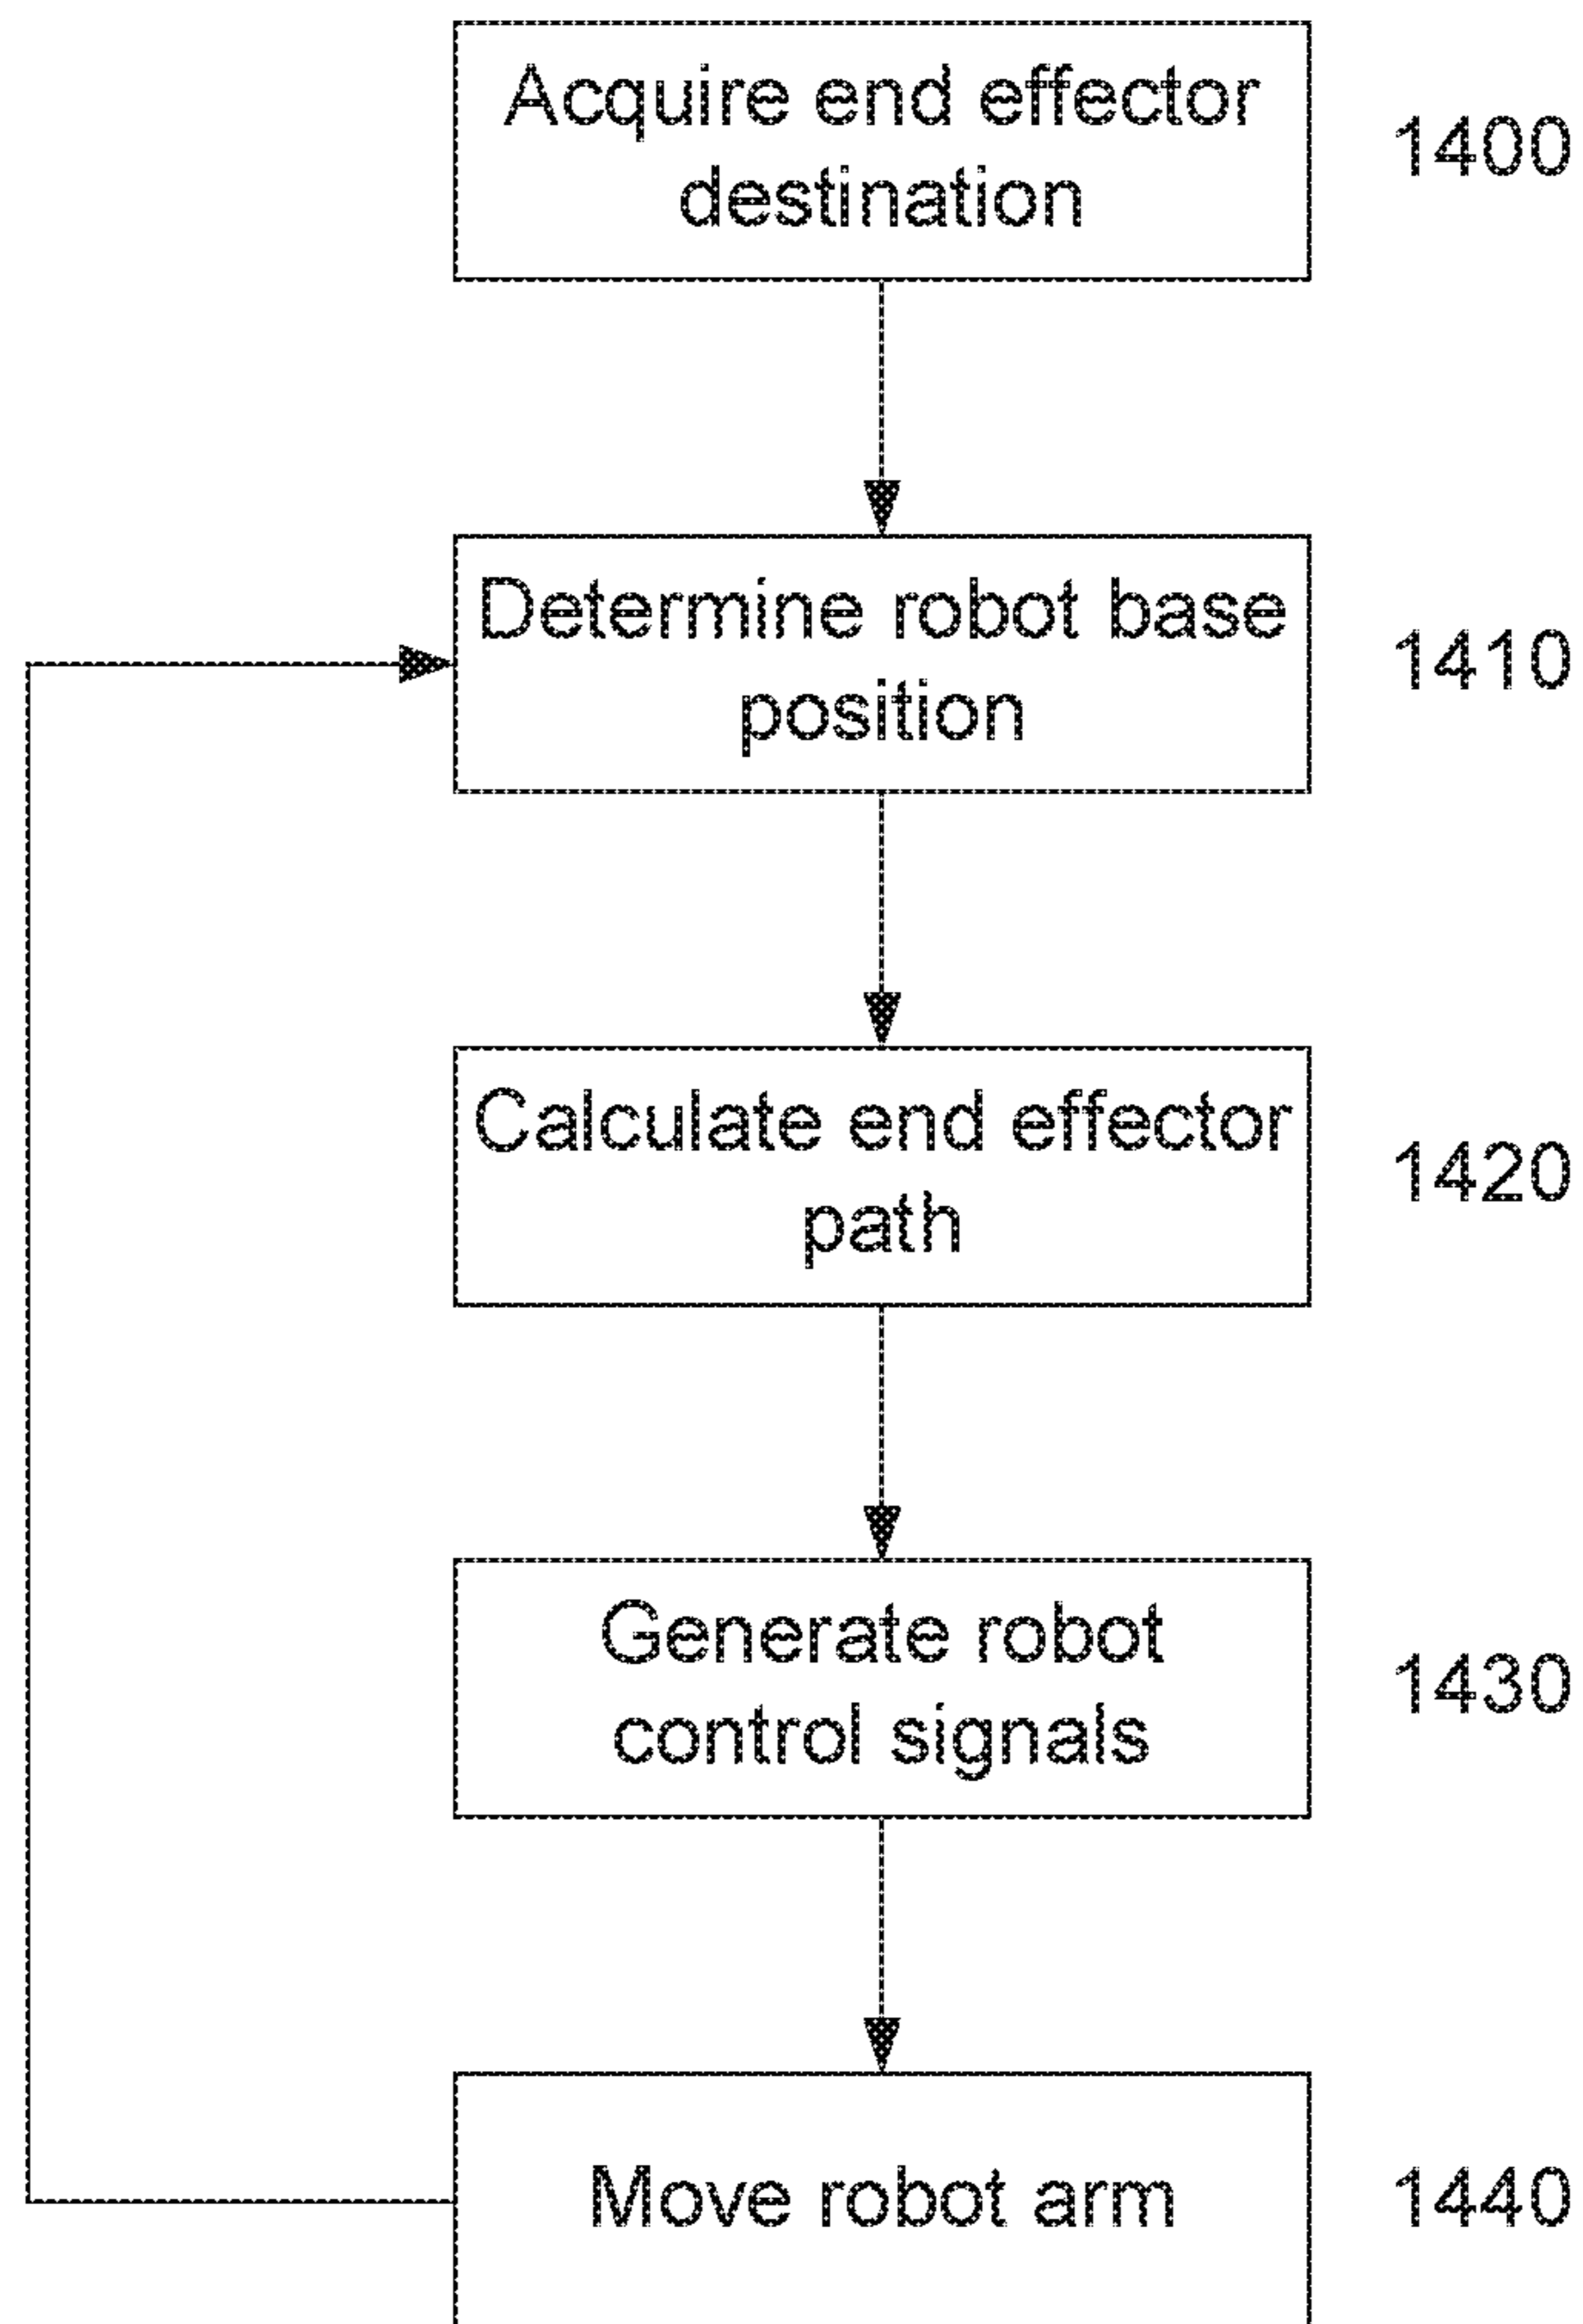 Acquire end effector
destination
1400
Determine robot base
position
1410
Calculate end effector
path
1420
Generate robot
control signals
1430
Move robot arm
1440